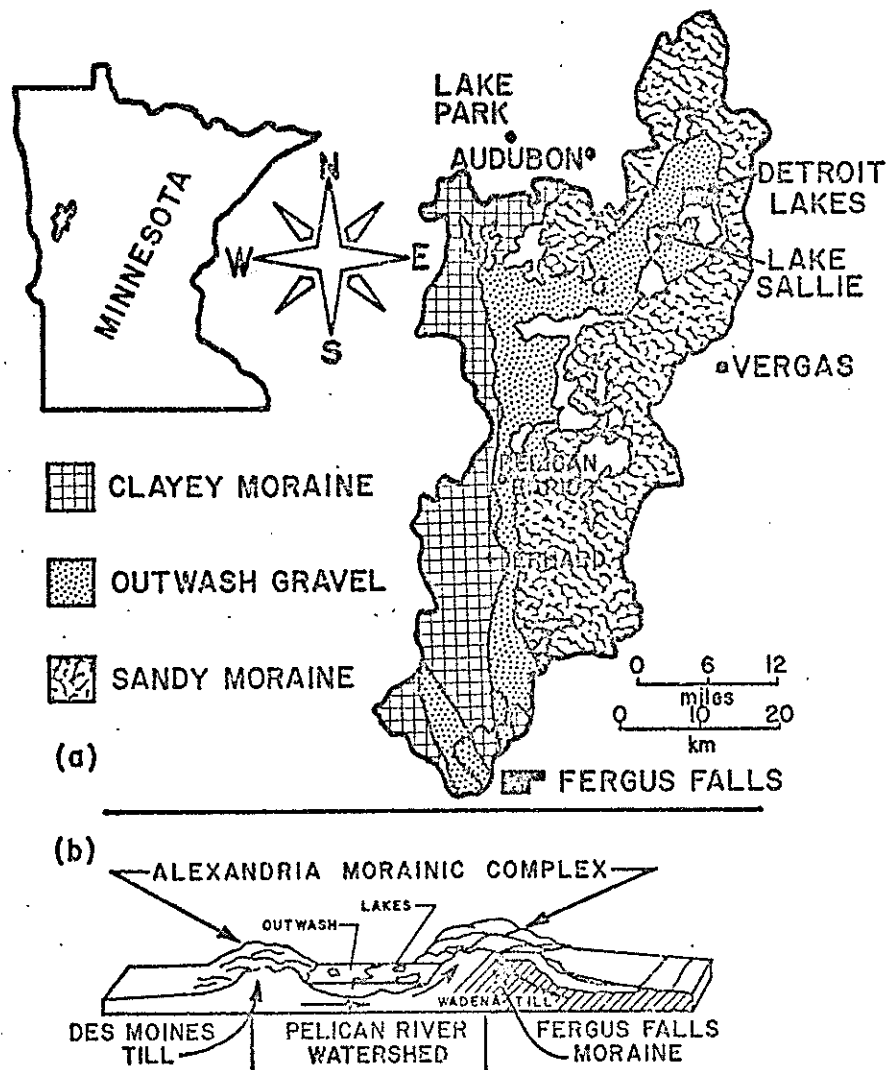 LAKE
PARK
AUDUBON
DETROIT
LAKES
LAKE
SALLIE
VERGAS
MINNESOTA
N
W
E
S
PELICAN
CLAYEY MORAINE
OUTWASH GRAVEL
SANDY MORAINE
0 6 12
miles
0 10 20
km
(a)
FERGUS FALLS
(b)
ALEXANDRIA MORAINIC COMPLEX
LAKES
OUTWASH
WADENA TILL
DES MOINES
TILL
PELICAN RIVER
WATERSHED
FERGUS FALLS
MORAINE